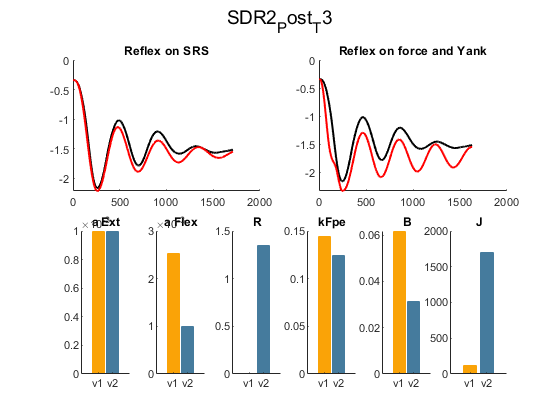 SDR2Post T3
Reflex on SRS
Reflex on force and Yank
0
-0.5
-1
-1.5
-2
0 500 1000 1500 2000
0
-0.5
-1
-1.5
-2
0 500 1000 1500 2000
a Ext
a Flex
R
kFpe
B
J
1
0.8
0.6
0.4
0.2
0
v1 v2
3
2
1
0
v1 v2
1.5
1
0.5
0
v1 v2
0.15
0.1
0.05
0
v1 v2
0.06
0.04
0.02
0
v1 v2
2000
1500
1000
500
0
v1 v2